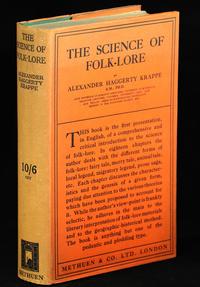 THE SCIENCE OF
FOLK-LORE
BY
ALEXANDER HAGGERTY KRAPPE
THIS book is the first presentation,
in English, of a comprehensive and
critical introduction to the science
of folk-lore. In eighteen chapters the
author deals with the different forms of
folk-lore: fairy tale, merry tale, animal tale,
local legend, migratory legend, prose saga,
etc. Each chapter discusses the character-
istics and the genesis of a given form,
paying due attention to the various theories
which have been proposed to account for
it. While the author's view-point is frankly
eclectic, he adheres in the main to the
literary interpretation of folk-lore materials
and to the geographic-historical method.
The book is anything but one of the
pedantic and plodding type.
METHUEN & CO. LTD. LONDON
THE
SCIENCE OF
FOLK-LORE
ALEXANDER
HAGGERTY
KRAPPE
10/6
NET
METHUEN